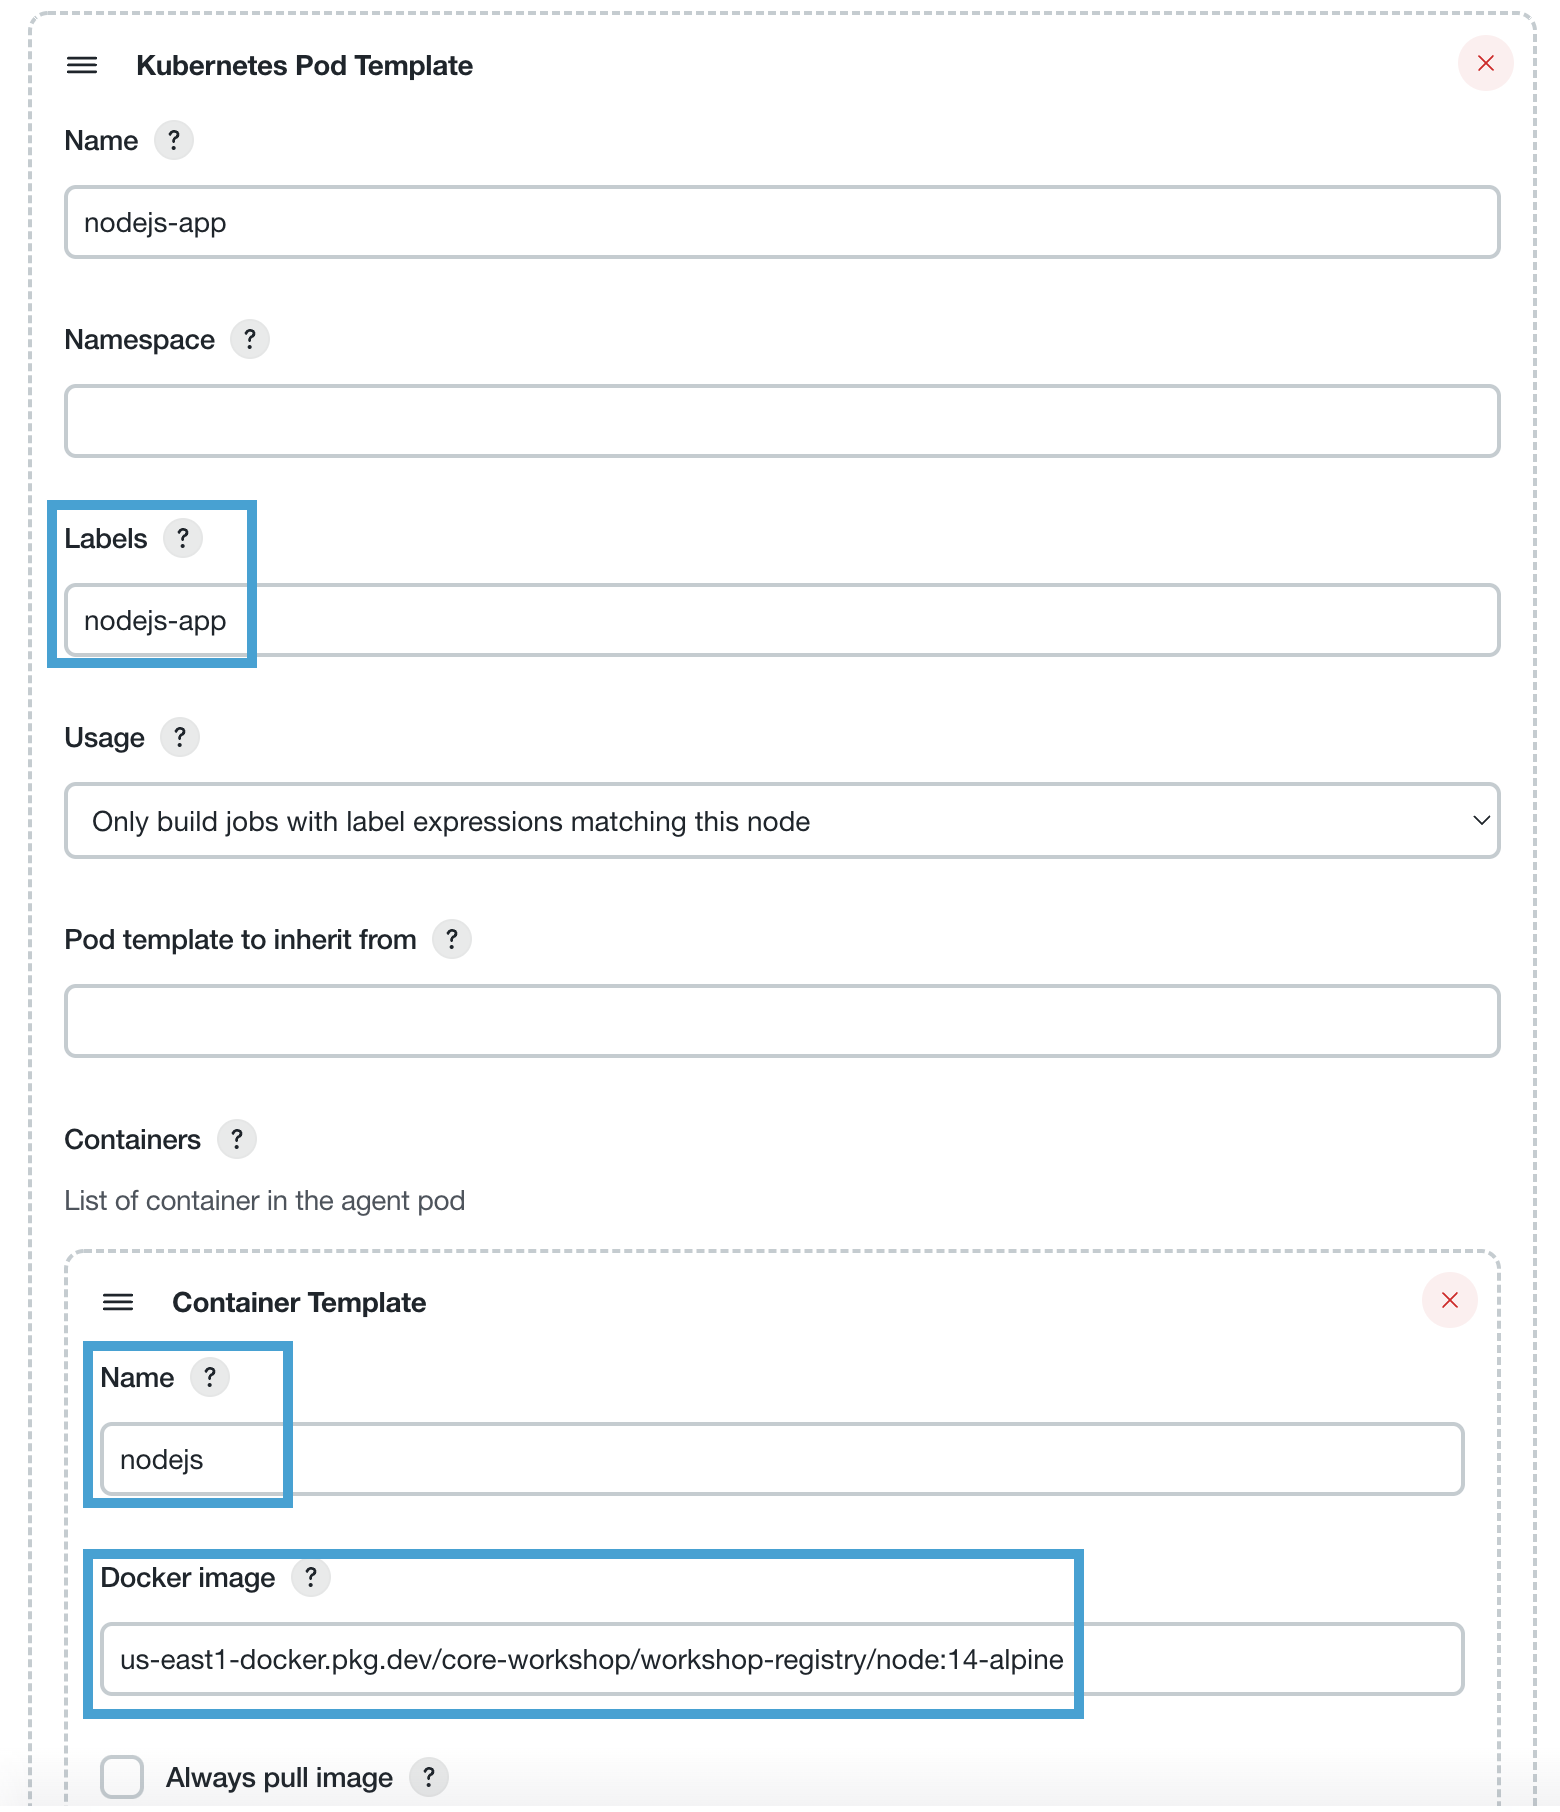 Kubernetes Pod Template
Name ?
nodejs-app
Namespace ?
Labels ?
nodejs-app
Usage ?
Only build jobs with label expressions matching this node
Pod template to inherit from ?
Containers ?
List of container in the agent pod
Container Template
Name ?
nodejs
Docker image ?
us-east1-docker.pkg.dev/core-workshop/workshop-registry/node:14-alpine
Always pull image ?